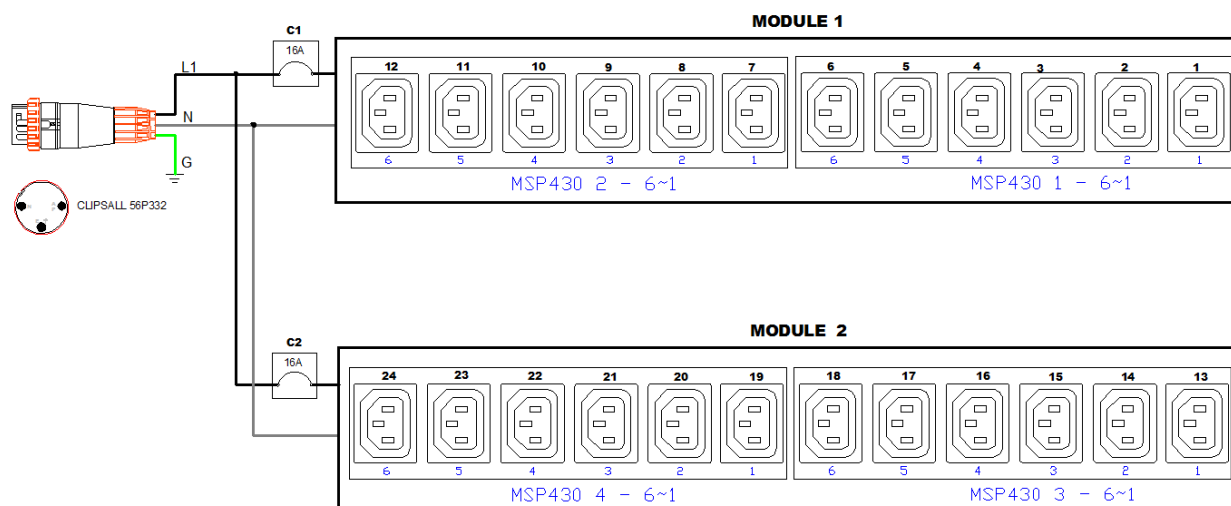 MODULE 1
C1
16A
L1
N
G
12 11 10 9 8 7 6 5 4 3 2 1
6 5 4 3 2 1 6 5 4 3 2 1
MSP430 2 - 6~1 MSP430 1 - 6~1
CLIPSALL 56P332
MODULE 2
C2
16A
24 23 22 21 20 19 18 17 16 15 14 13
6 5 4 3 2 1 6 5 4 3 2 1
MSP430 4 - 6~1 MSP430 3 - 6~1